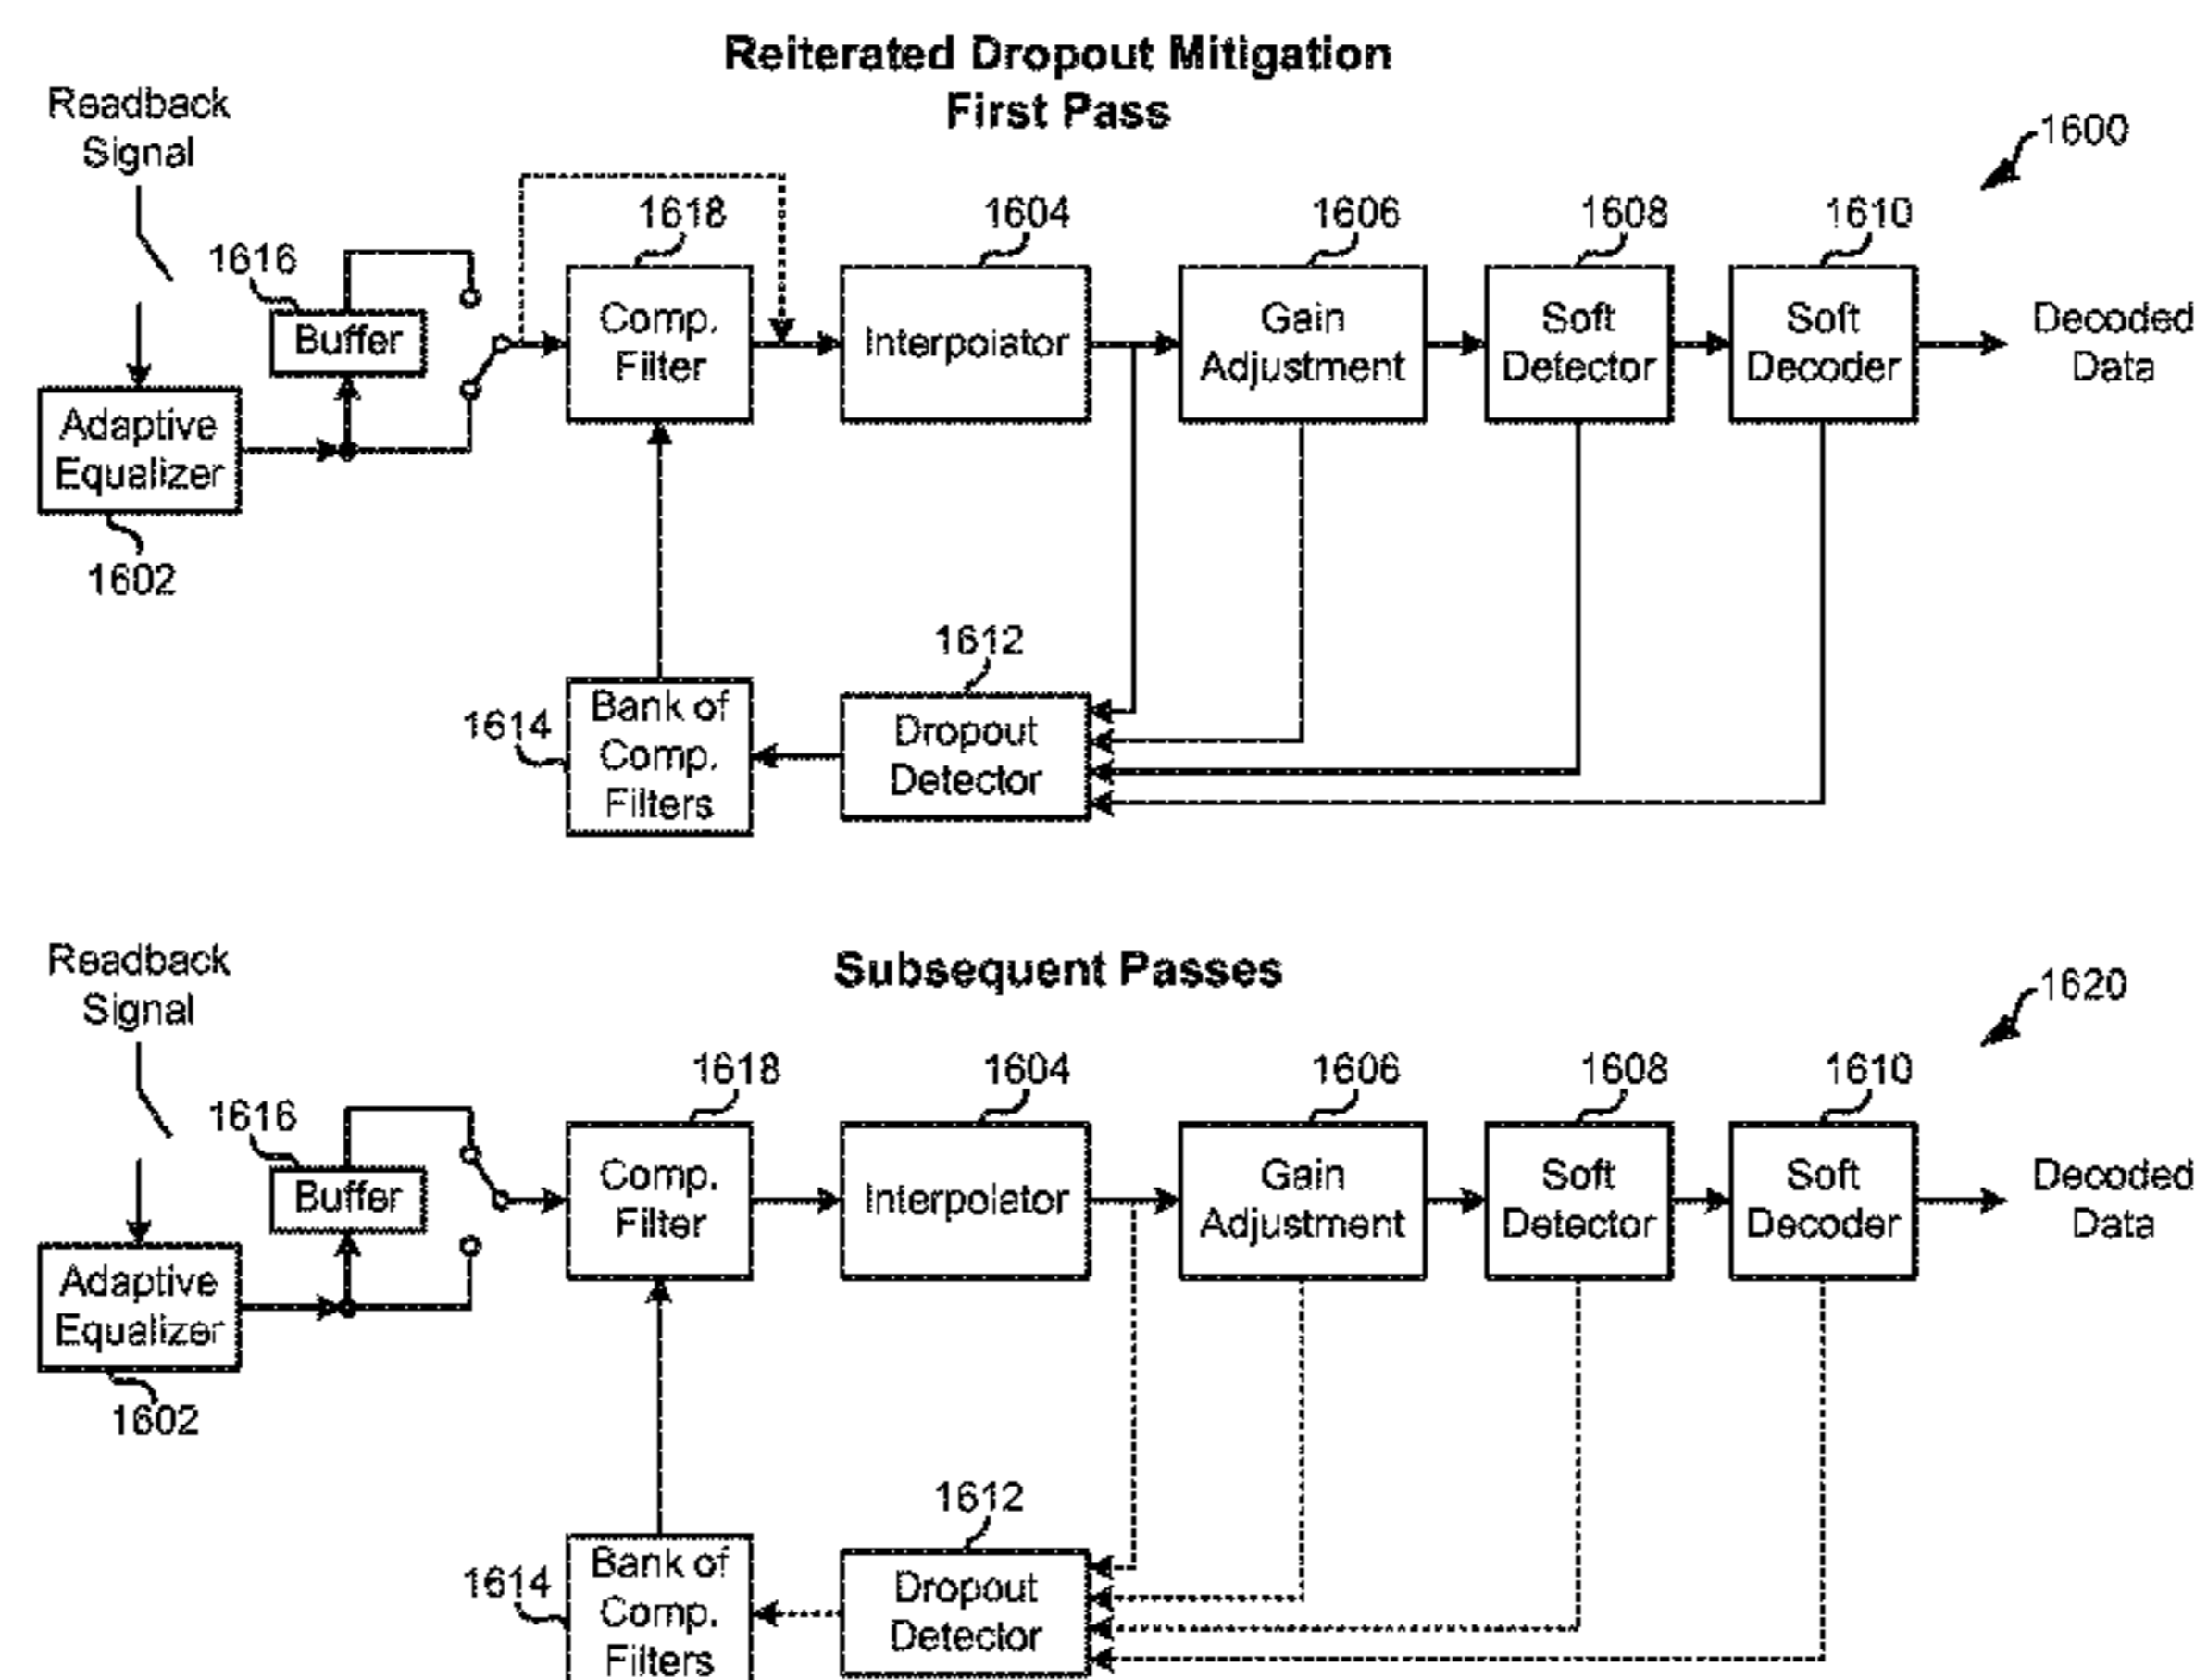 Reiterated Dropout Mitigation
First Pass
Readback
Signal
1600
1618
1604
1606
1608
1610
1616
Buffer
Comp.
Filter
Interpolator
Gain
Adjustment
Soft
Detector
Soft
Decoder
Decoded
Data
Adaptive
Equalizer
1602
1612
1614
Bank of
Comp.
Filters
Dropout
Detector
Subsequent Passes
Readback
Signal
1620
1618
1604
1606
1608
1610
1616
Buffer
Comp.
Filter
Interpolator
Gain
Adjustment
Soft
Detector
Soft
Decoder
Decoded
Data
Adaptive
Equalizer
1602
1612
1614
Bank of
Comp.
Filters
Dropout
Detector